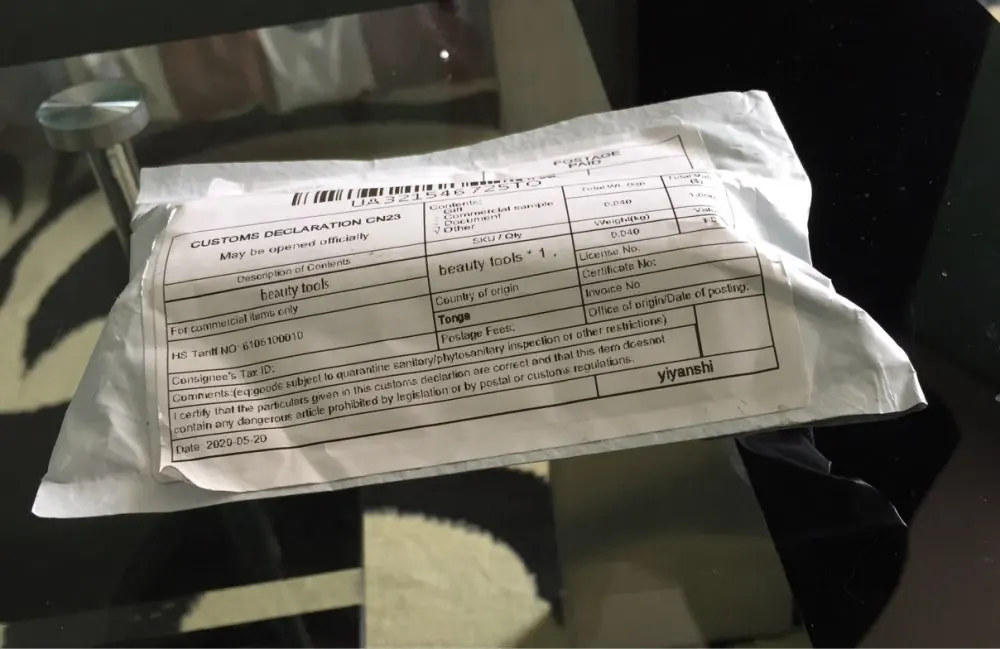 POSTAGE
PAID
UA321546725TO
CUSTOMS DECLARATION CN23
May be opened officially
Contents:
Gift
Commercial sample
Document
√ Other
Total Wt.
0.040
Total Val
($)
Description of Contents
SKU / Qty
Weight(kg)
Val.
beauty tools
beauty tools * 1 .
0.040
For commercial items only
Country of origin
License No.
Certificate No:
HS Tariff NO: 6106100010
Tonga
Invoice No
Consignee's Tax ID:
Postage Fees:
Office of origin/Date of posting:
Comments:(eq:goods subject to quarantine sanitary/phytosanitary inspection or other restrictions)
I certify that the particulars given in this customs declartion are correct and that this item doesnot
contain any dangerous article prohibited by legislation or by postal or customs regulations.
Date 2020-05-20
yiyanshi